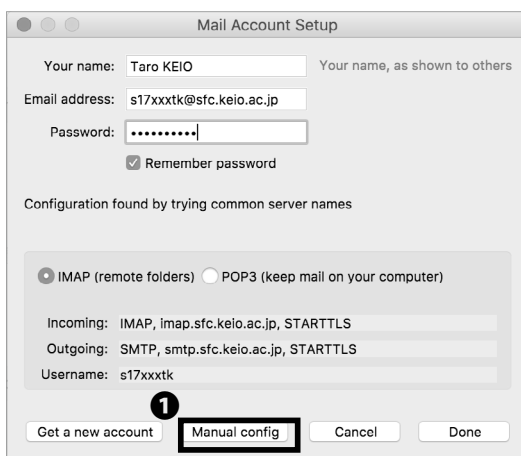 Mail Account Setup
Your name: Taro KEIO Your name, as shown to others
Email address: s17xxxtk@sfc.keio.ac.jp
Password: ••••••••••
Remember password
Configuration found by trying common server names
IMAP (remote folders) POP3 (keep mail on your computer)
Incoming: IMAP, imap.sfc.keio.ac.jp, STARTTLS
Outgoing: SMTP, smtp.sfc.keio.ac.jp, STARTTLS
Username: s17xxxtk
❶
Get a new account Manual config Cancel Done